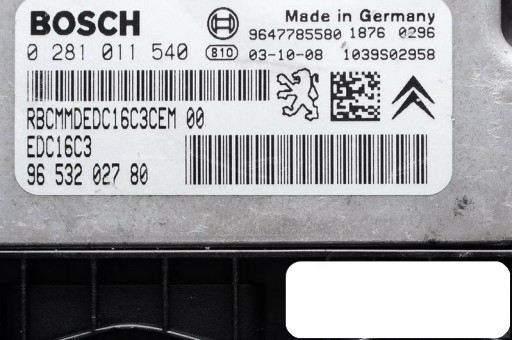 BOSCH Made in Germany
9647785580 1876 0296
0 281 011 540 810 03-10-08 1039S02958
RBCMMDEDC16C3CEM 00
EDC16C3
96 532 027 80